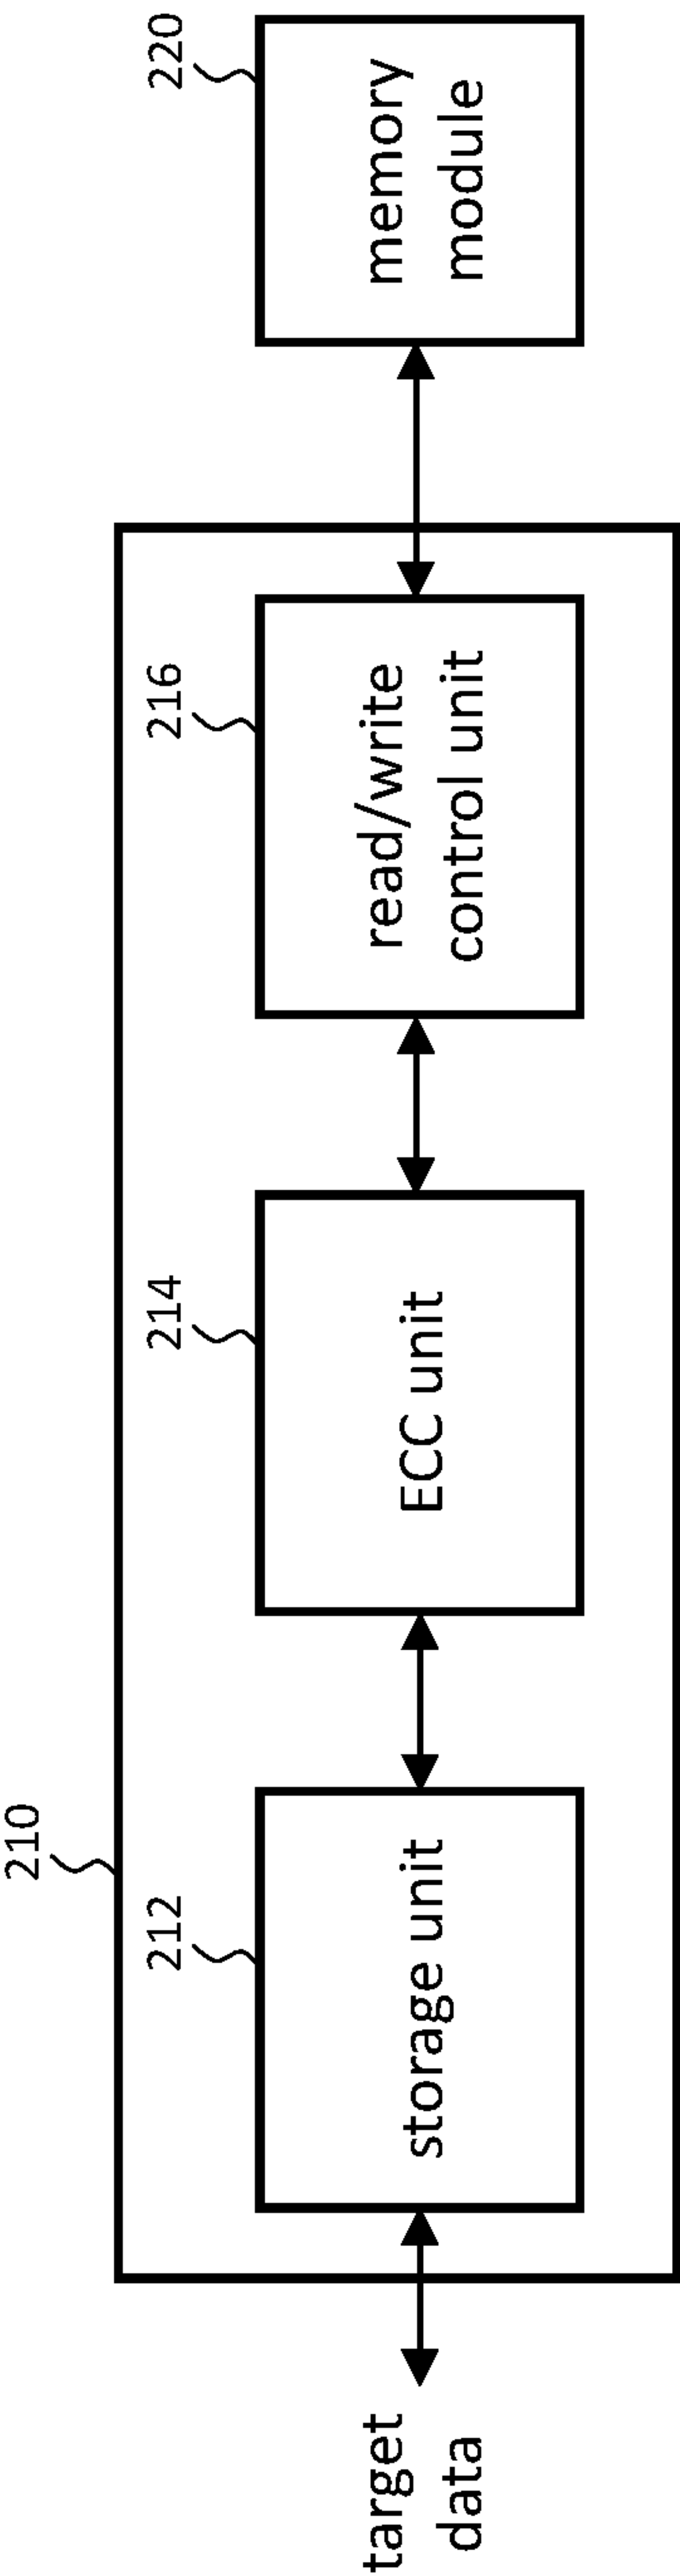 210
target
data
212
storage unit
214
ECC unit
216
read/write
control unit
220
memory
module